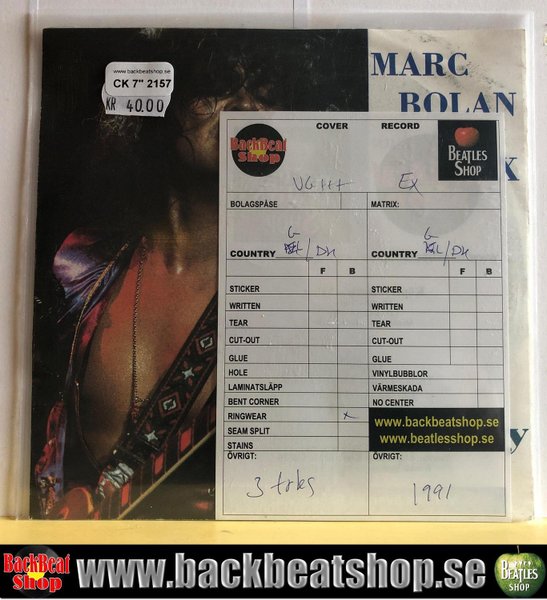 www.backbeatshop.se
CK 7" 2157
KR 40.00
MARC
BOLAN
X
COVER RECORD
BackBeat
Shop
BEATLES
SHOP
VG+++ Ex
BOLAGSPÅSE MATRIX:
G G
COUNTRY /DK COUNTRY /DK
F B F B
STICKER STICKER
WRITTEN WRITTEN
TEAR TEAR
CUT-OUT CUT-OUT
GLUE GLUE
HOLE VINYLBUBBLOR
LAMINATSLÄPP VÄRMESKADA
BENT CORNER NO CENTER
RINGWEAR x
www.backbeatshop.se
SEAM SPLIT
www.beatlesshop.se
STAINS
y
ÖVRIGT: ÖVRIGT:
3 trks 1991
BackBeat
Shop
www.backbeatshop.se
BEATLES
SHOP